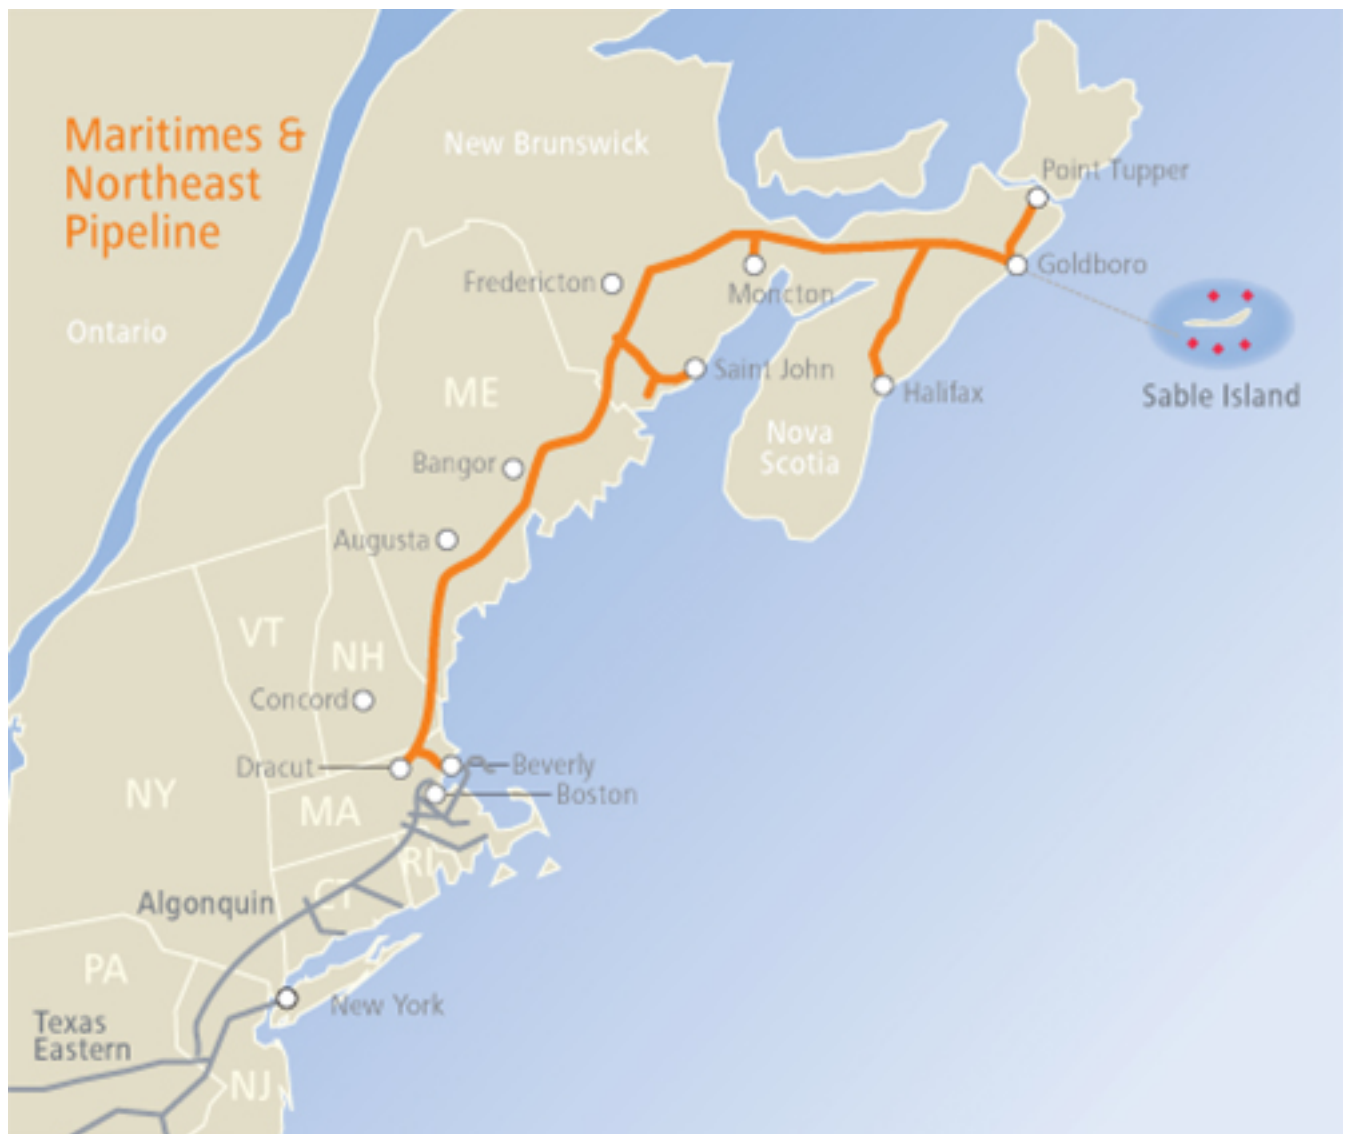 Maritimes &
Northeast
Pipeline
New Brunswick
Point Tupper
Fredericton
Moncton
Goldboro
Ontario
ME
Saint John
Halifax
Sable Island
Nova
Scotia
Bangor
Augusta
VT
NH
Concord
Dracut
Beverly
NY
MA
Boston
RI
CT
Algonquin
PA
New York
Texas
Eastern
NJ